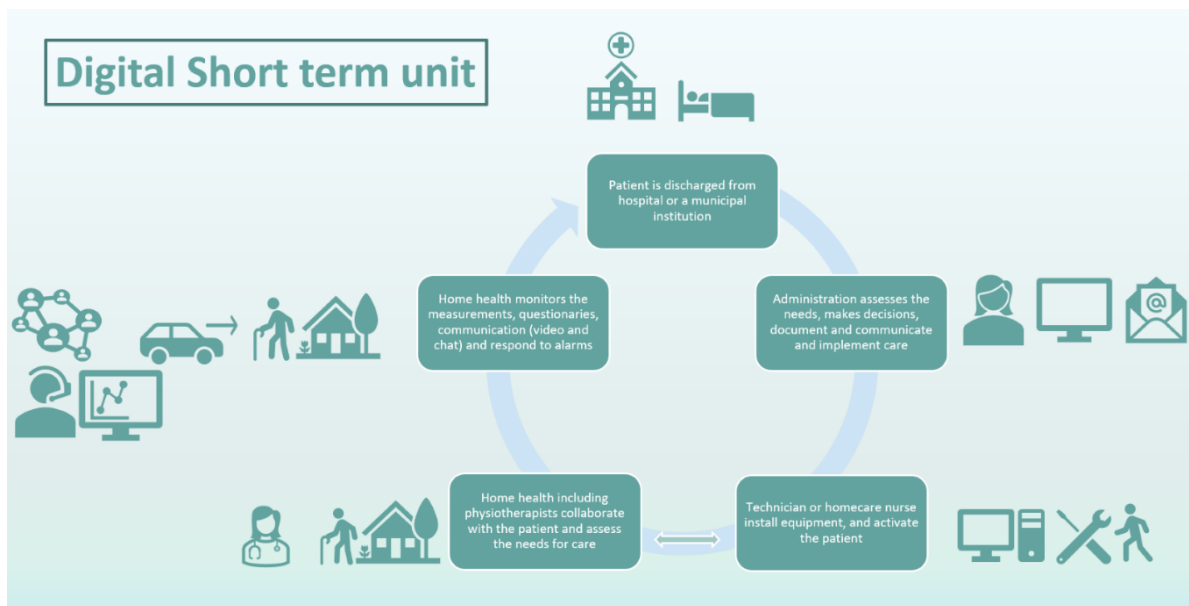 Digital Short term unit
Patient is discharged from
hospital or a municipal
institution
Administration assesses the
needs, makes decisions,
document and communicate
and implement care
Technician or homecare nurse
install equipment, and activate
the patient
Home health including
physiotherapists collaborate
with the patient and assess
the needs for care
Home health monitors the
measurements, questionaries,
communication (video and
chat) and respond to alarms
@